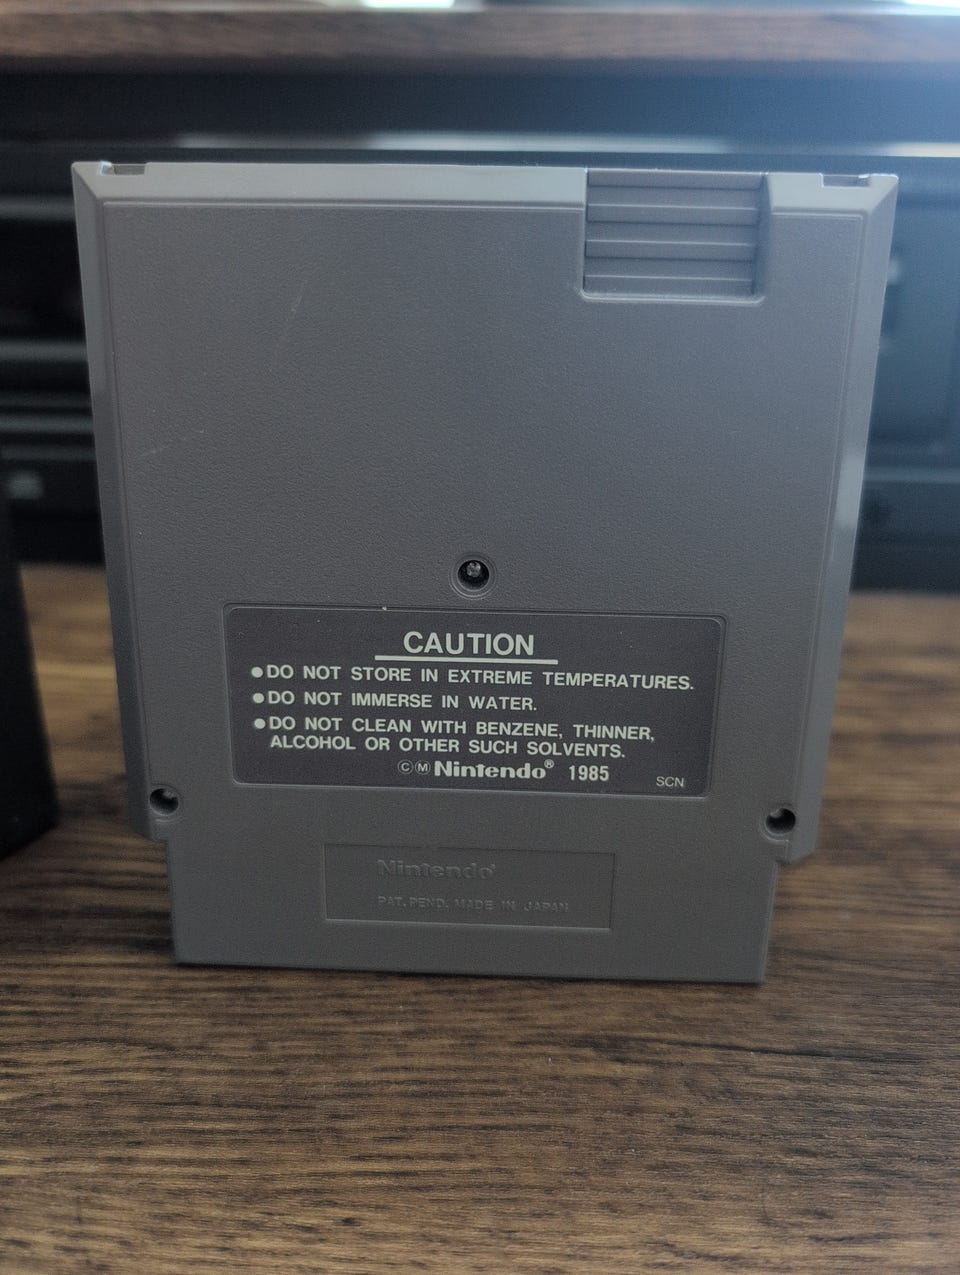 CAUTION
●DO NOT STORE IN EXTREME TEMPERATURES.
●DO NOT IMMERSE IN WATER.
●DO NOT CLEAN WITH BENZENE, THINNER,
ALCOHOL OR OTHER SUCH SOLVENTS.
ⒸⓂ Nintendo® 1985 SCN
Nintendo®
PAT. PEND. MADE IN JAPAN